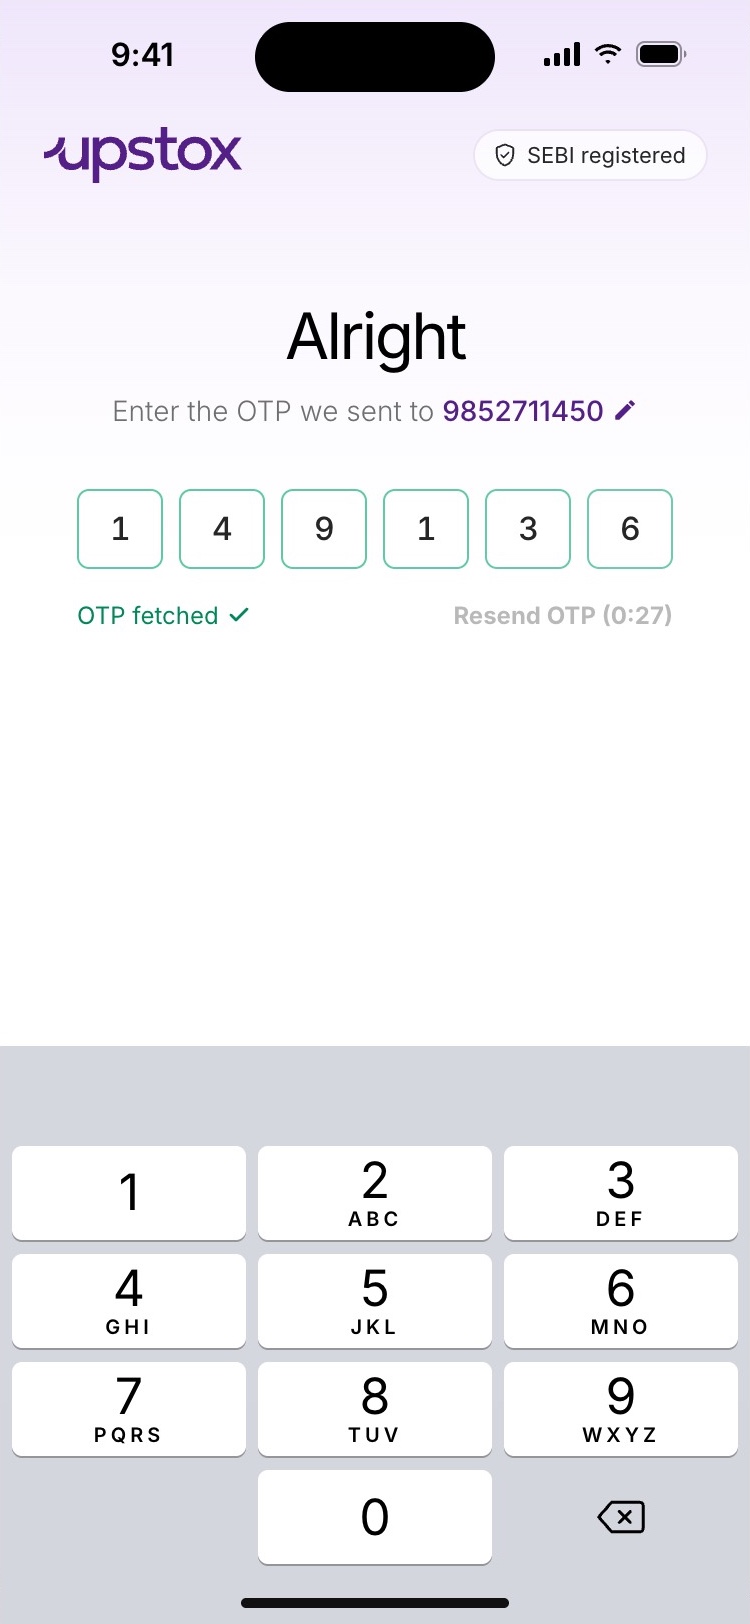 9:41
upstox
SEBI registered
Alright
Enter the OTP we sent to 9852711450
1 4 9 1 3 6
OTP fetched
Resend OTP (0:27)
1 2 3
ABC DEF
4 5 6
GHI JKL MNO
7 8 9
PQRS TUV WXYZ
0